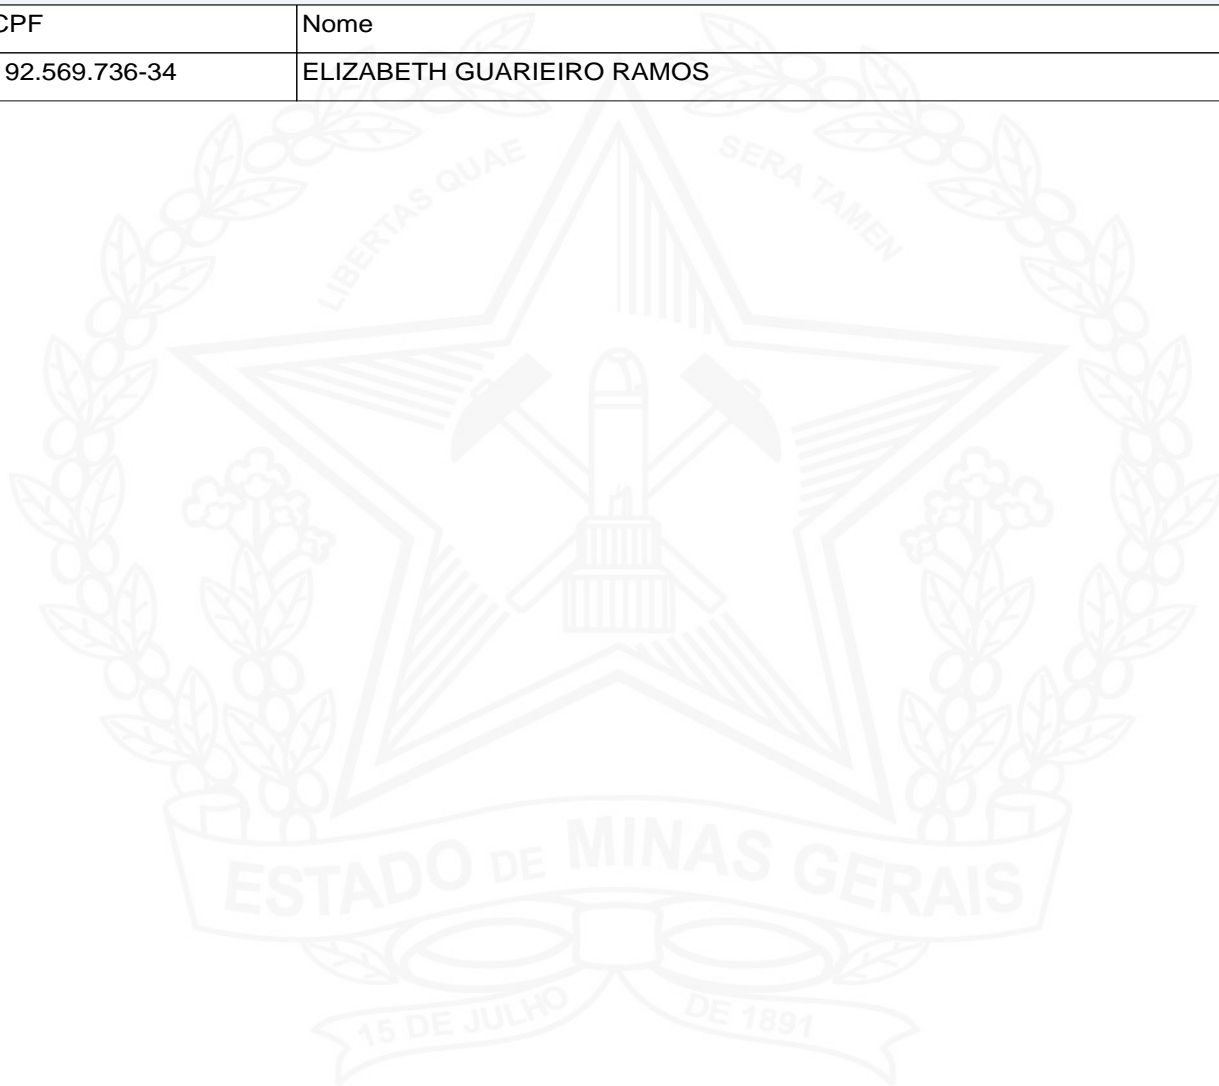 CPF Nome
92.569.736-34 ELIZABETH GUARIEIRO RAMOS
LIBERTAS QUAE SERA TAMEN
ESTADO DE MINAS GERAIS
15 DE JULHO DE 1891